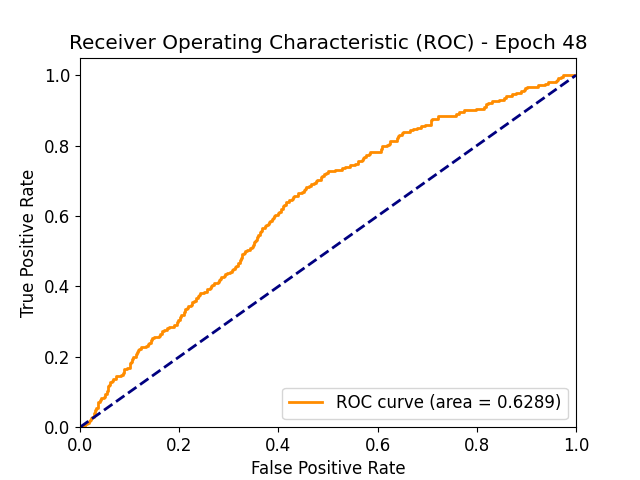 Receiver Operating Characteristic (ROC) - Epoch 48
True Positive Rate
1.0
0.8
0.6
0.4
0.2
0.0
ROC curve (area = 0.6289)
0.0 0.2 0.4 0.6 0.8 1.0
False Positive Rate